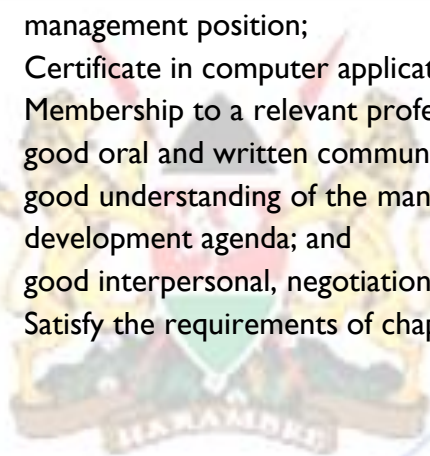 management position;
Certificate in computer applicat
Membership to a relevant profe
good oral and written commun
good understanding of the man
development agenda; and
good interpersonal, negotiation
Satisfy the requirements of chap
HARAMBEE